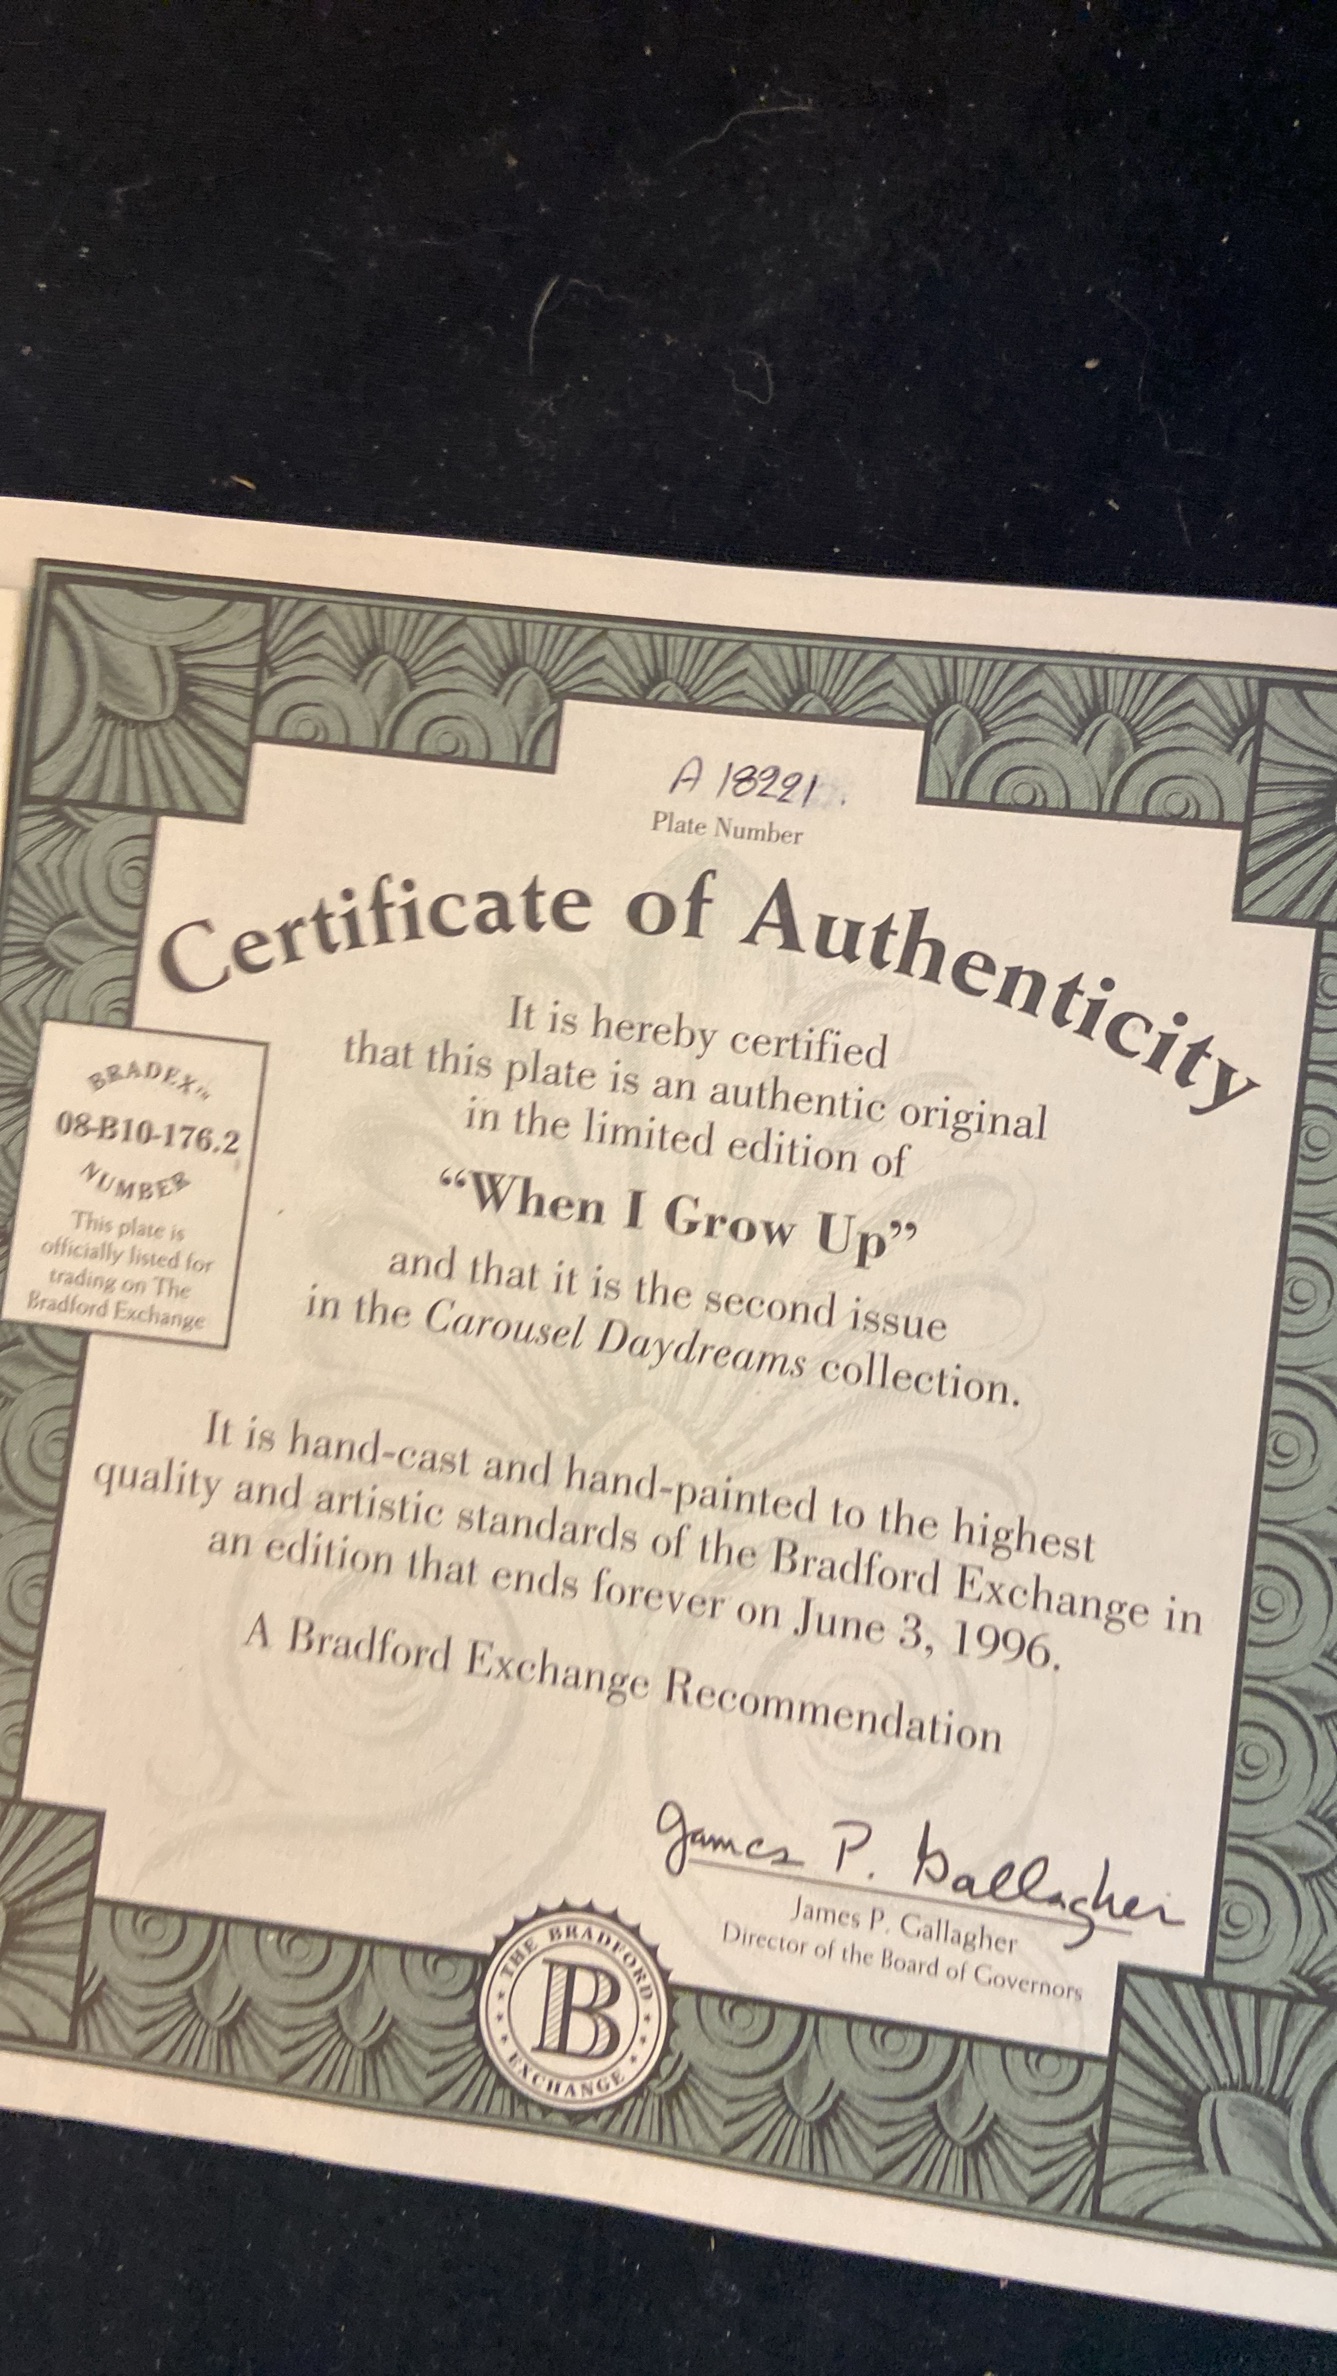 A 18221
Plate Number
Certificate of Authenticity
It is hereby certified
that this plate is an authentic original
in the limited edition of
“When I Grow Up”
and that it is the second issue
in the Carousel Daydreams collection.
BRADEX™
08-B10-176.2
NUMBER
This plate is
officially listed for
trading on The
Bradford Exchange
It is hand-cast and hand-painted to the highest
quality and artistic standards of the Bradford Exchange in
an edition that ends forever on June 3, 1996.
A Bradford Exchange Recommendation
James P. Gallagher
James P. Gallagher
Director of the Board of Governors
THE BRADFORD
B
EXCHANGE